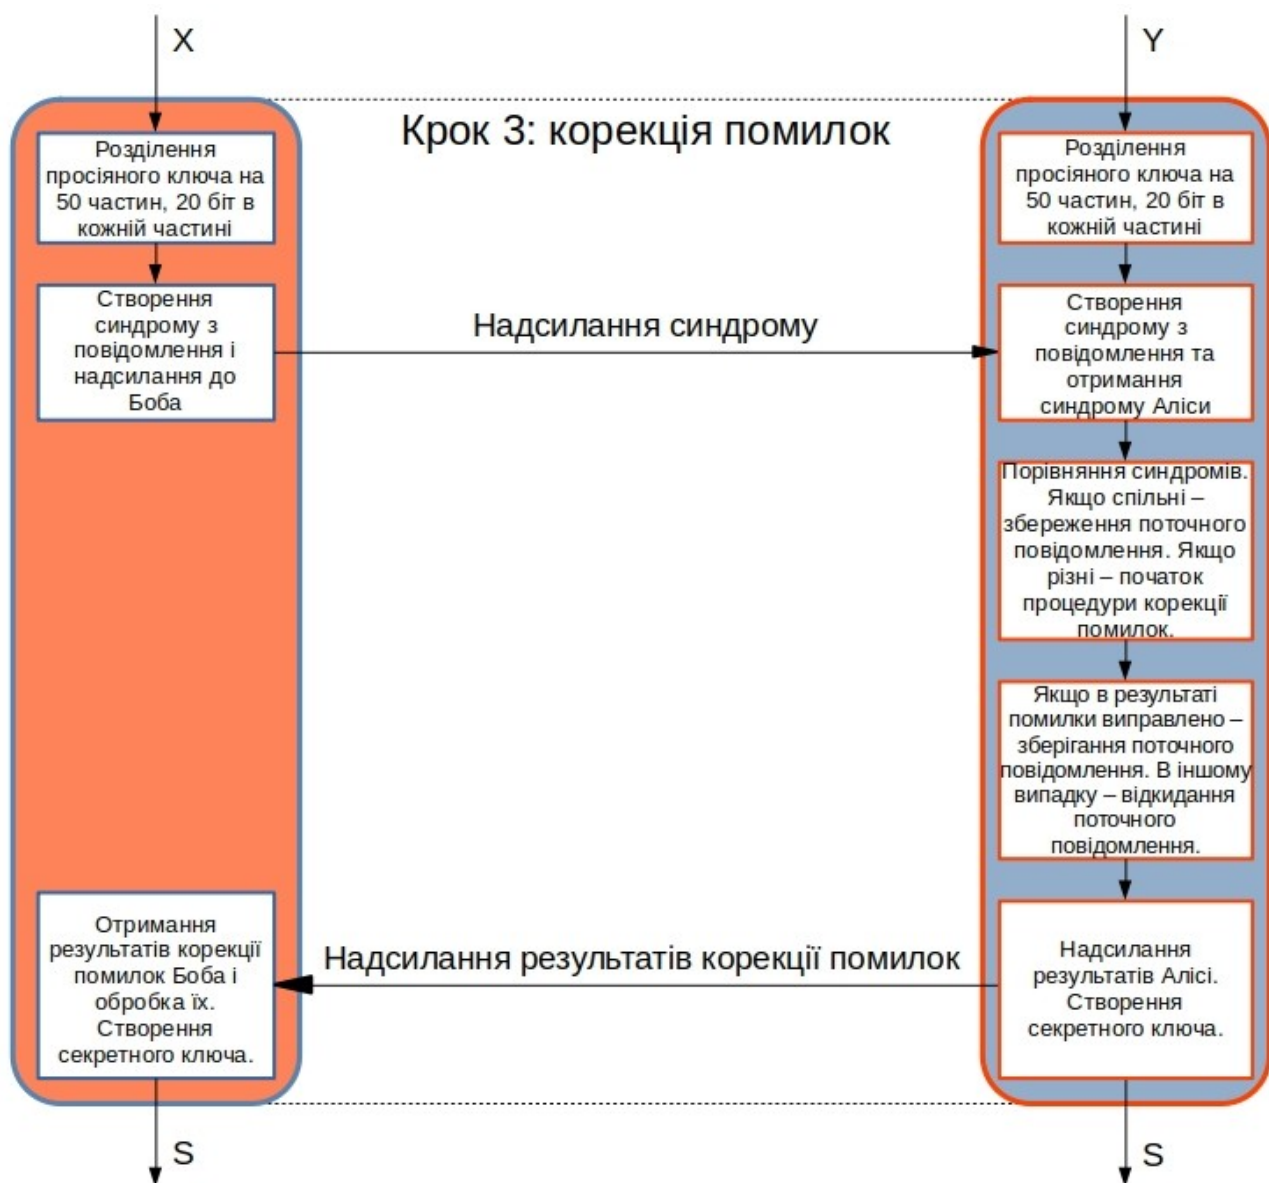 X
Y
Крок 3: корекція помилок
Розділення
просіяного ключа на
50 частин, 20 біт в
кожній частині
Розділення
просіяного ключа на
50 частин, 20 біт в
кожній частині
Створення
синдрому з
повідомлення і
надсилання до
Боба
Надсилання синдрому
Створення
синдрому з
повідомлення та
отримання
синдрому Аліси
Порівняння синдромів.
Якщо спільні –
збереження поточного
повідомлення. Якщо
різні – початок
процедури корекції
помилок.
Якщо в результаті
помилки виправлено –
зберігання поточного
повідомлення. В іншому
випадку – відкидання
поточного
повідомлення.
Отримання
результатів корекції
помилок Боба і
обробка їх.
Створення
секретного ключа.
Надсилання результатів корекції помилок
Надсилання
результатів Алісі.
Створення
секретного ключа.
S
S